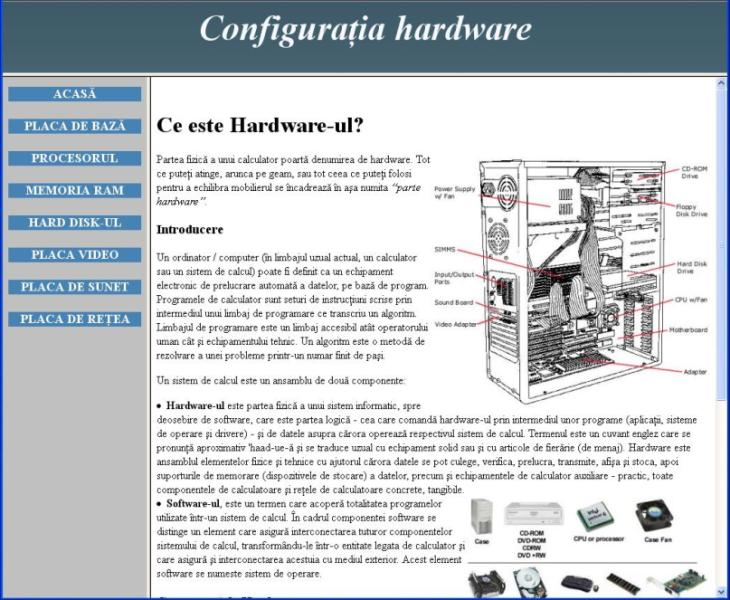 Configurația hardware
ACASĂ
PLACA DE BAZĂ
PROCESORUL
MEMORIA RAM
HARD DISK-UL
PLACA VIDEO
PLACA DE SUNET
PLACA DE REȚEA
Ce este Hardware-ul?
Partea fizică a unui calculator poartă denumirea de hardware. Tot
ce puteți atinge, arunca pe geam, sau tot ceea ce puteți folosi
pentru a echilibra mobilierul se încadrează în așa numita "parte
hardware".
Introducere
Un ordinator / computer (în limbajul uzual actual, un calculator
sau un sistem de calcul) poate fi definit ca un echipament
electronic de prelucrare automată a datelor, pe bază de program.
Programele de calculator sunt seturi de instrucțiuni scrise prin
intermediul unui limbaj de programare ce transcriu un algoritm.
Limbajul de programare este un limbaj accesibil atât operatorului
uman cât și echipamentului tehnic. Un algoritm este o metodă de
rezolvare a unei probleme printr-un numar finit de pași.
Un sistem de calcul este un ansamblu de două componente:
Power Supply
w/ Fan
SIMMS
Input/Output
Ports
Sound Board
Video Adapter
CD-ROM
Drive
Floppy
Disk Drive
Hard Disk
Drive
CPU w/Fan
Motherboard
Adapter
• Hardware-ul este partea fizică a unui sistem informatic, spre
deosebire de software, care este partea logică - cea care comandă hardware-ul prin intermediul unor programe (aplicații, sisteme
de operare și drivere) - și de datele asupra cărora operează respectivul sistem de calcul. Termenul este un cuvant englez care se
pronunță aproximativ 'haad-ue-ă și se traduce uzual cu echipament solid sau și cu articole de fierărie (de menaj). Hardware este
ansamblul elementelor fizice și tehnice cu ajutorul cărora datele se pot culege, verifica, prelucra, transmite, afișa și stoca, apoi
suporturile de memorare (dispozitivele de stocare) a datelor, precum și echipamentele de calculator auxiliare - practic, toate
componentele de calculatoare și rețele de calculatoare concrete, tangibile.
• Software-ul, este un termen care acoperă totalitatea programelor
utilizate într-un sistem de calcul. În cadrul componentei software se
distinge un element care asigură interconectarea tuturor componentelor
sistemului de calcul, transformându-le într-o entitate legata de calculator și
care asigură și interconectarea acestuia cu mediul exterior. Acest element
software se numeste sistem de operare.
Case
CD-ROM
DVD-ROM
CDRW
DVD +RW
CPU or processor
Case Fan